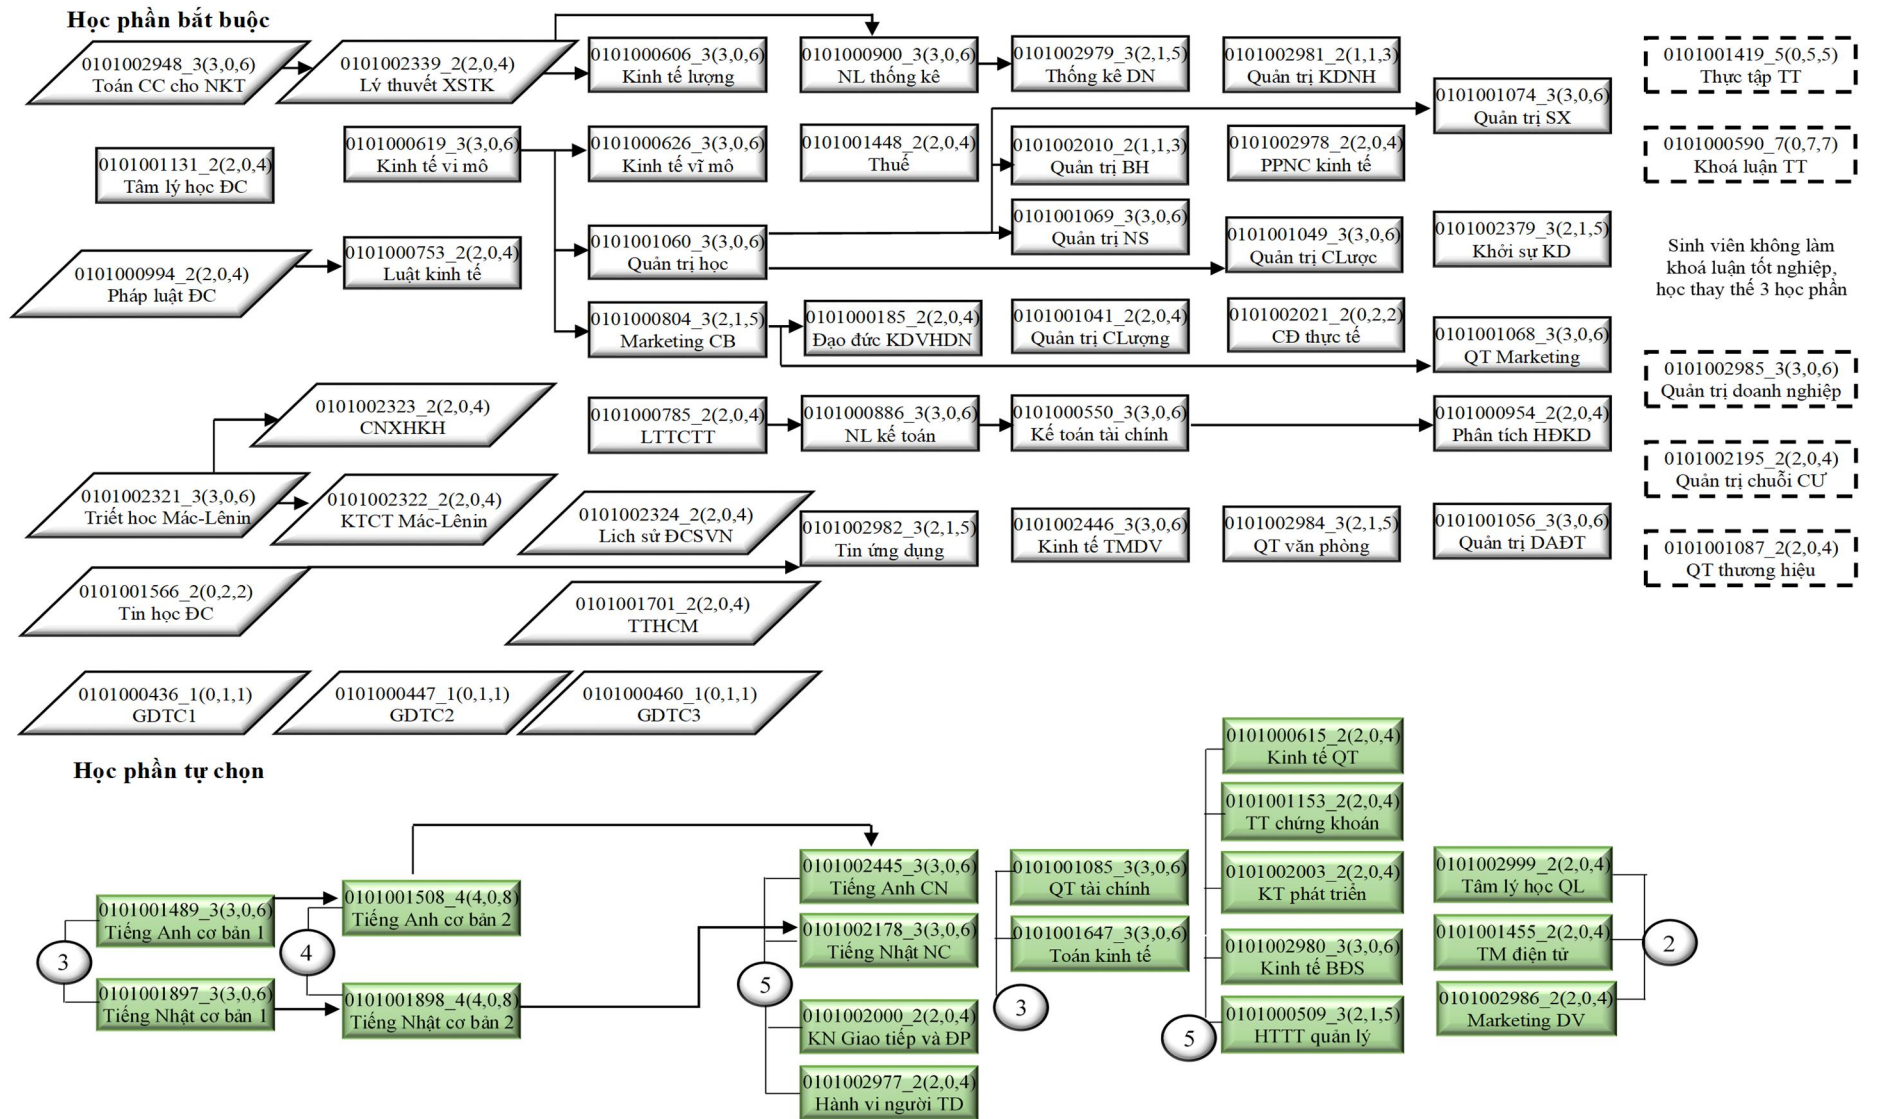 Học phần bắt buộc
0101002948_3(3,0,6)
Toán CC cho NKT
0101002339_2(2,0,4)
Lý thuvết XSTK
0101000606_3(3,0,6)
Kinh tế lượng
0101000900_3(3,0,6)
NL thống kê
0101002979_3(2,1,5)
Thống kê DN
0101002981_2(1,1,3)
Quản trị KDNH
0101001419_5(0,5,5)
Thực tập TT
0101001074_3(3,0,6)
Quản trị SX
0101001131_2(2,0,4)
Tâm lý học ĐC
0101000619_3(3,0,6)
Kinh tế vi mô
0101000626_3(3,0,6)
Kinh tế vĩ mô
0101001448_2(2,0,4)
Thuế
0101002010_2(1,1,3)
Quản trị BH
0101002978_2(2,0,4)
PPNC kinh tế
0101000590_7(0,7,7)
Khoá luận TT
0101000994_2(2,0,4)
Pháp luật ĐC
0101000753_2(2,0,4)
Luật kinh tế
0101001060_3(3,0,6)
Quản trị học
0101001069_3(3,0,6)
Quản trị NS
0101001049_3(3,0,6)
Quản trị CLược
0101002379_3(2,1,5)
Khởi sự KD
Sinh viên không làm
khoá luận tốt nghiệp,
học thay thế 3 học phần
0101000804_3(2,1,5)
Marketing CB
0101000185_2(2,0,4)
Đạo đức KDVHDN
0101001041_2(2,0,4)
Quản trị CLượng
0101002021_2(0,2,2)
CĐ thực tế
0101001068_3(3,0,6)
QT Marketing
0101002985_3(3,0,6)
Quản trị doanh nghiệp
0101002323_2(2,0,4)
CNXHKH
0101000785_2(2,0,4)
LTTCTT
0101000886_3(3,0,6)
NL kế toán
0101000550_3(3,0,6)
Kế toán tài chính
0101000954_2(2,0,4)
Phân tích HĐKD
0101002195_2(2,0,4)
Quản trị chuỗi CƯ
0101002321_3(3,0,6)
Triết hoc Mác-Lênin
0101002322_2(2,0,4)
KTCT Mác-Lênin
0101002324_2(2,0,4)
Lich sử ĐCSVN
0101002982_3(2,1,5)
Tin ứng dụng
0101002446_3(3,0,6)
Kinh tế TMDV
0101002984_3(2,1,5)
QT văn phòng
0101001056_3(3,0,6)
Quản trị DAĐT
0101001087_2(2,0,4)
QT thương hiệu
0101001566_2(0,2,2)
Tin học ĐC
0101001701_2(2,0,4)
TTHCM
0101000436_1(0,1,1)
GDTC1
0101000447_1(0,1,1)
GDTC2
0101000460_1(0,1,1)
GDTC3
Học phần tự chọn
0101000615_2(2,0,4)
Kinh tế QT
0101001153_2(2,0,4)
TT chứng khoán
0101002445_3(3,0,6)
Tiếng Anh CN
0101001085_3(3,0,6)
QT tài chính
0101002003_2(2,0,4)
KT phát triển
0101002999_2(2,0,4)
Tâm lý học QL
0101001489_3(3,0,6)
Tiếng Anh cơ bản 1
0101001508_4(4,0,8)
Tiếng Anh cơ bản 2
0101002178_3(3,0,6)
Tiếng Nhật NC
0101001647_3(3,0,6)
Toán kinh tế
0101002980_3(3,0,6)
Kinh tế BĐS
0101001455_2(2,0,4)
TM điện tử
2
3
4
5
0101001897_3(3,0,6)
Tiếng Nhật cơ bản 1
0101001898_4(4,0,8)
Tiếng Nhật cơ bản 2
3
0101002000_2(2,0,4)
KN Giao tiếp và ĐP
5
0101000509_3(2,1,5)
HTTT quản lý
0101002986_2(2,0,4)
Marketing DV
0101002977_2(2,0,4)
Hành vi người TD